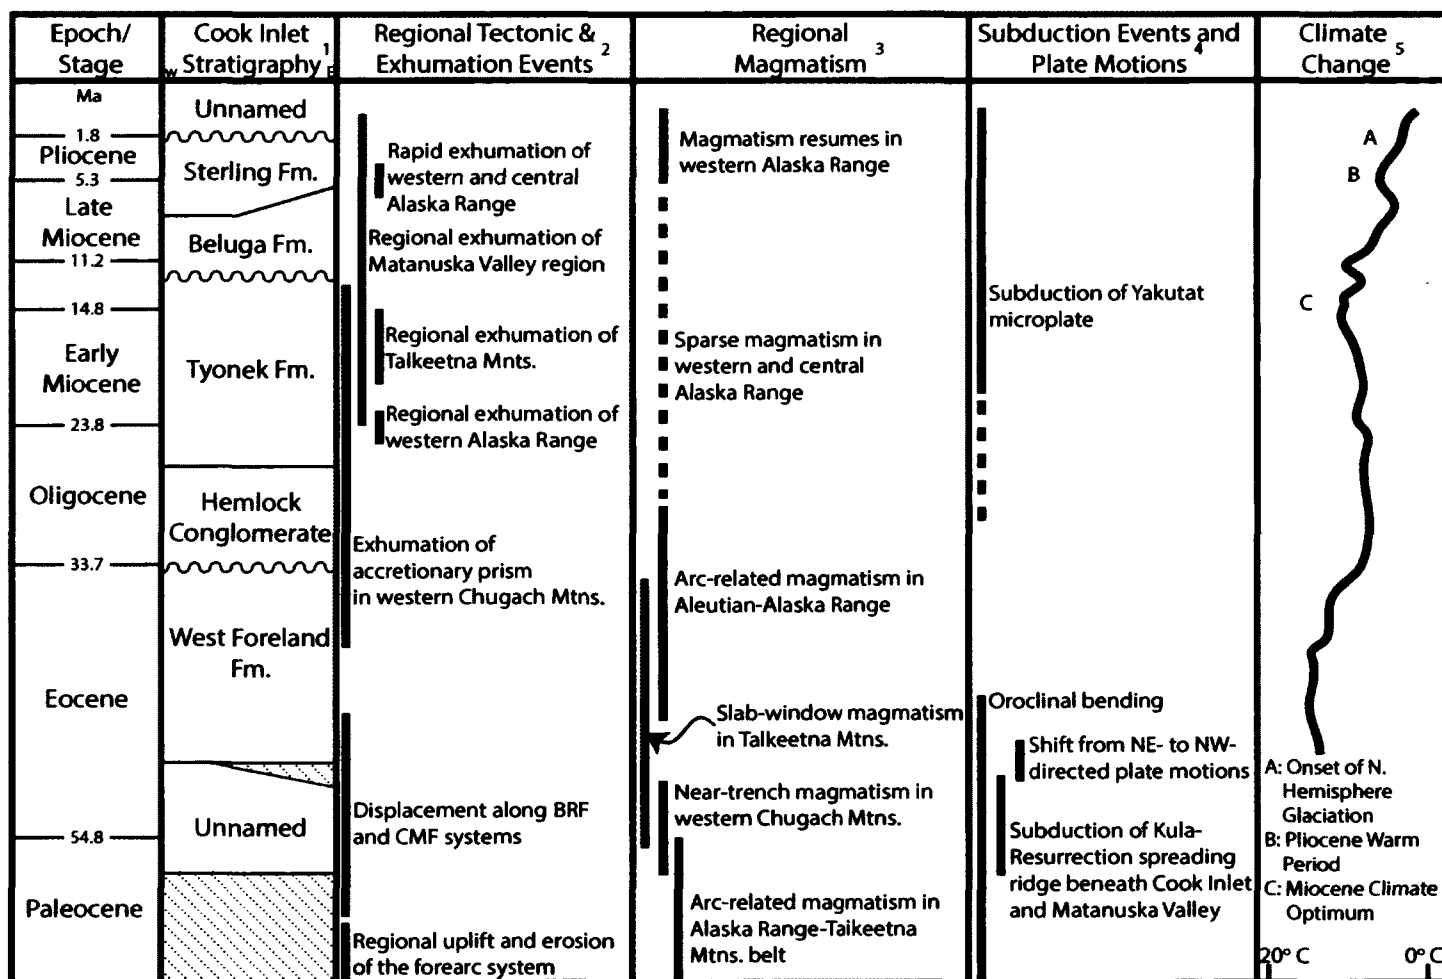 Epoch/
Stage
Cook Inlet 1
W Stratigraphy E
Regional Tectonic &
Exhumation Events 2
Regional
Magmatism 3
Subduction Events and
Plate Motions 4
Climate
Change 5
Ma
1.8
Pliocene
5.3
Late
Miocene
11.2
14.8
Early
Miocene
23.8
Oligocene
33.7
Eocene
54.8
Paleocene
Unnamed
Sterling Fm.
Beluga Fm.
Tyonek Fm.
Hemlock
Conglomerate
West Foreland
Fm.
Unnamed
Rapid exhumation of
western and central
Alaska Range
Regional exhumation of
Matanuska Valley region
Regional exhumation of
Talkeetna Mnts.
Regional exhumation of
western Alaska Range
Exhumation of
accretionary prism
in western Chugach Mtns.
Displacement along BRF
and CMF systems
Regional uplift and erosion
of the forearc system
Magmatism resumes in
western Alaska Range
Sparse magmatism in
western and central
Alaska Range
Arc-related magmatism in
Aleutian-Alaska Range
Slab-window magmatism
in Talkeetna Mtns.
Near-trench magmatism in
western Chugach Mtns.
Arc-related magmatism in
Alaska Range-Taikeetna
Mtns. belt
Subduction of Yakutat
microplate
Oroclinal bending
Shift from NE- to NW-
directed plate motions
Subduction of Kula-
Resurrection spreading
ridge beneath Cook Inlet
and Matanuska Valley
A
B
C
A: Onset of N.
Hemisphere
Glaciation
B: Pliocene Warm
Period
C: Miocene Climate
Optimum
20° C 0° C